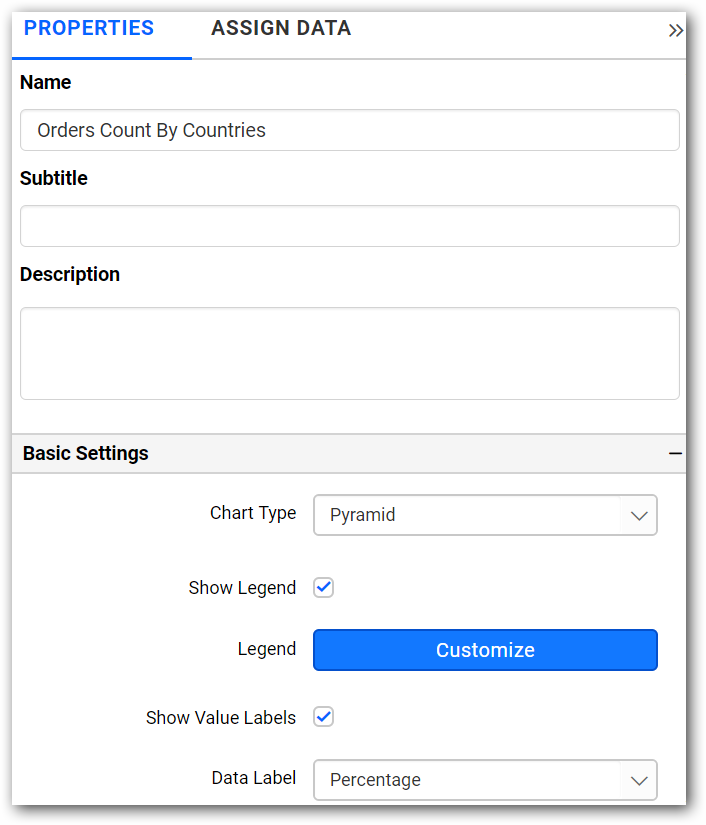 PROPERTIES ASSIGN DATA
Name
Orders Count By Countries
Subtitle
Description
Basic Settings
Chart Type Pyramid
Show Legend
Legend Customize
Show Value Labels
Data Label Percentage